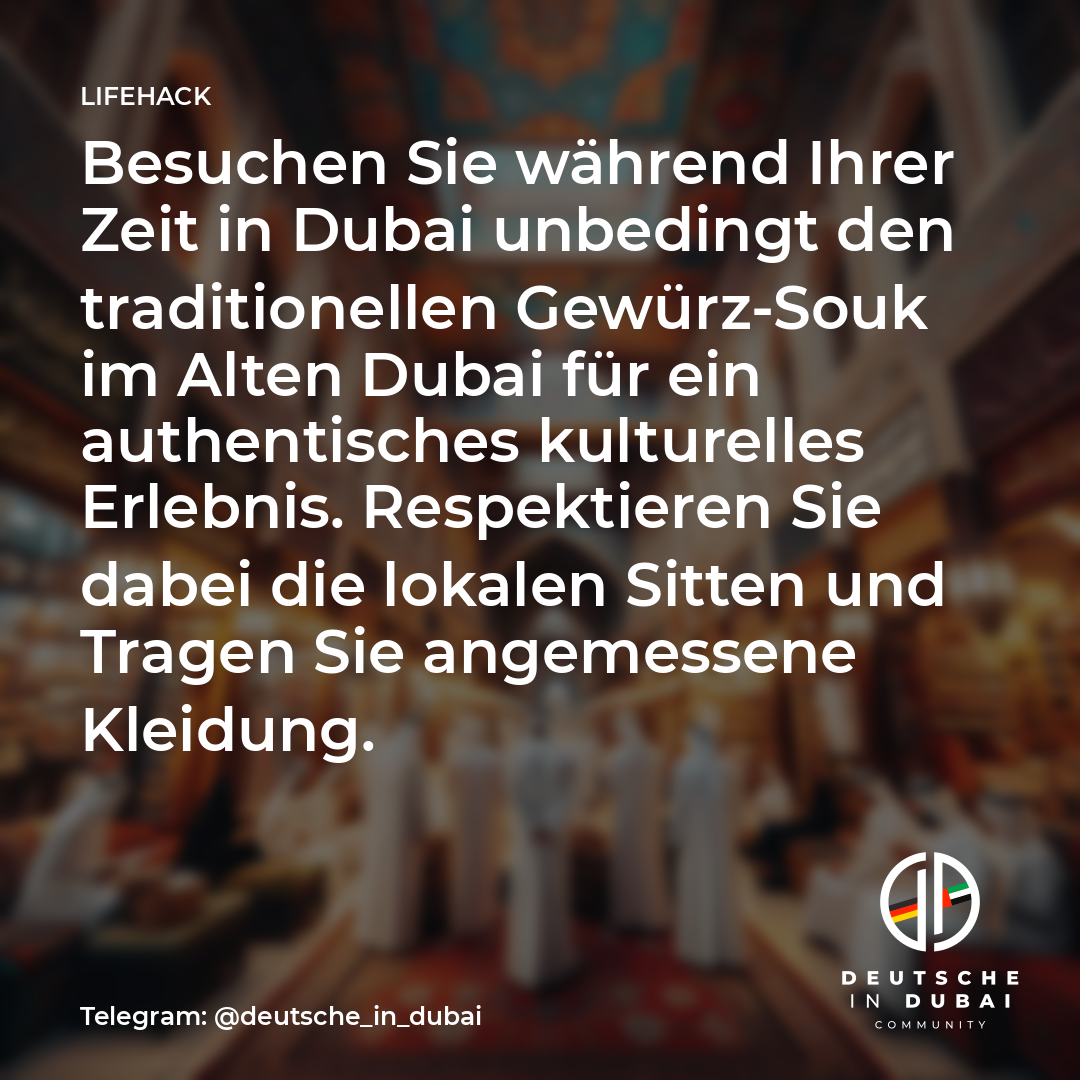 LIFEHACK
Besuchen Sie während Ihrer
Zeit in Dubai unbedingt den
traditionellen Gewürz-Souk
im Alten Dubai für ein
authentisches kulturelles
Erlebnis. Respektieren Sie
dabei die lokalen Sitten und
Tragen Sie angemessene
Kleidung.
DEUTSCHE
IN DUBAI
COMMUNITY
Telegram: @deutsche_in_dubai